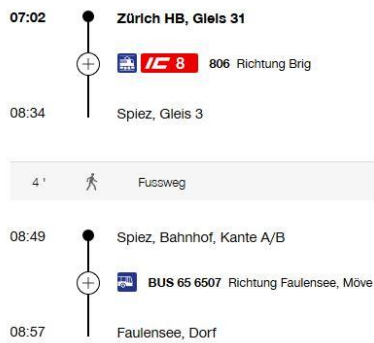 07:02 Zürich HB, Gleis 31
IC 8 806 Richtung Brig
08:34 Spiez, Gleis 3
4 ' Fussweg
08:49 Spiez, Bahnhof, Kante A/B
BUS 65 6507 Richtung Faulensee, Möve
08:57 Faulensee, Dorf